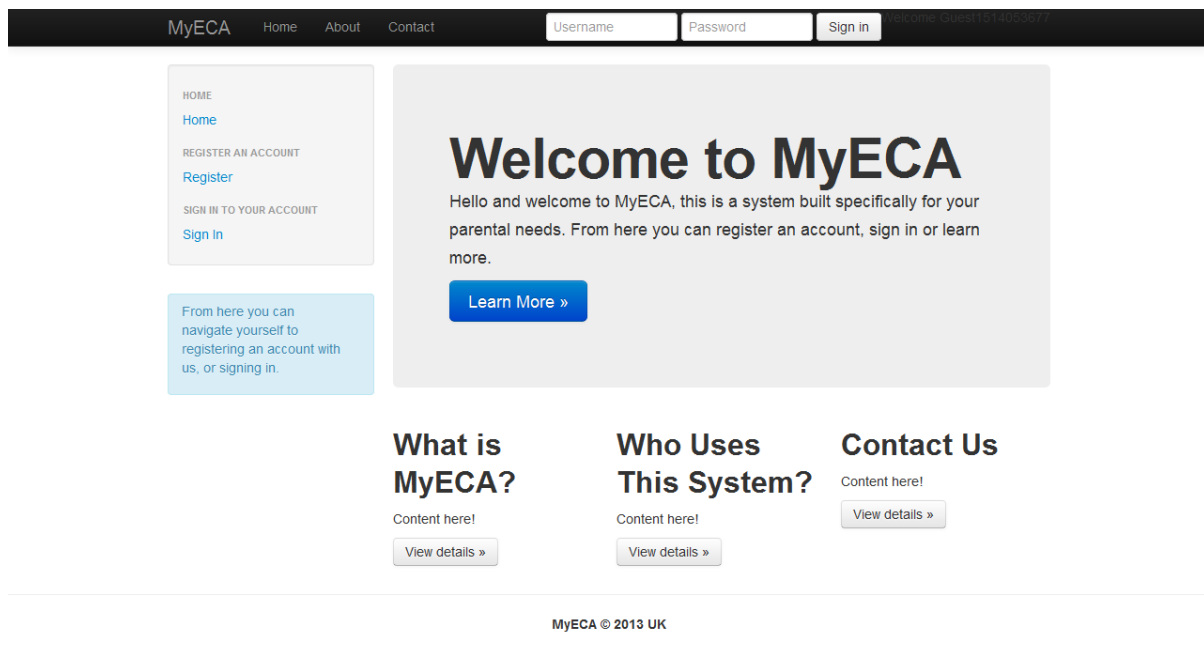 MyECA Home About Contact Username Password Sign in Welcome Guest1514053677
HOME
Home
REGISTER AN ACCOUNT
Register
SIGN IN TO YOUR ACCOUNT
Sign In
From here you can
navigate yourself to
registering an account with
us, or signing in.
Welcome to MyECA
Hello and welcome to MyECA, this is a system built specifically for your
parental needs. From here you can register an account, sign in or learn
more.
Learn More »
What is
MyECA?
Content here!
View details »
Who Uses
This System?
Content here!
View details »
Contact Us
Content here!
View details »
MyECA © 2013 UK